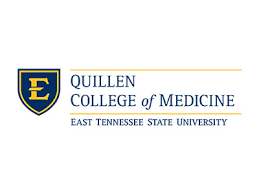 E
QUILLEN
COLLEGE of MEDICINE
EAST TENNESSEE STATE UNIVERSITY